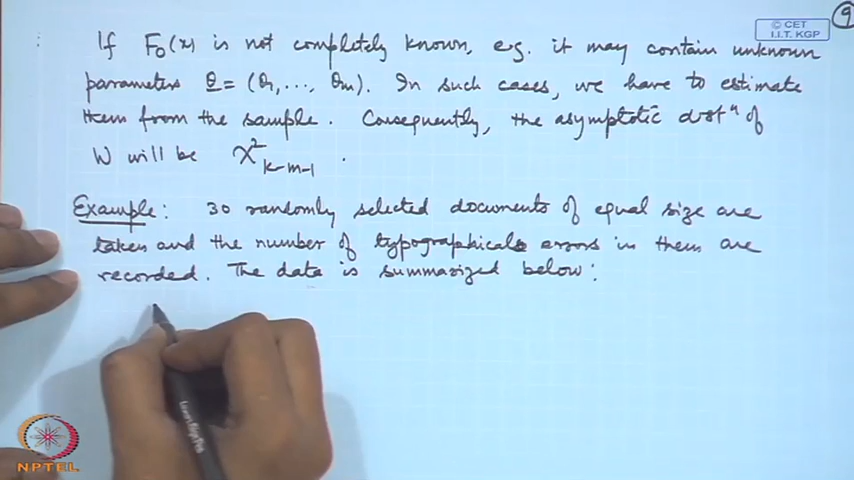 9
© CET
I.I.T. KGP
If F₀(x) is not completely known, e.g. it may contain unknown
parameters θ = (θ₁, ..., θₘ). In such cases, we have to estimate
them from the sample. Consequently, the asymptotic distⁿ of
W will be χ²ₖ₋ₘ₋₁.
Example: 30 randomly selected documents of equal size are
taken and the number of typographical errors in them are
recorded. The data is summarized below:
NPTEL